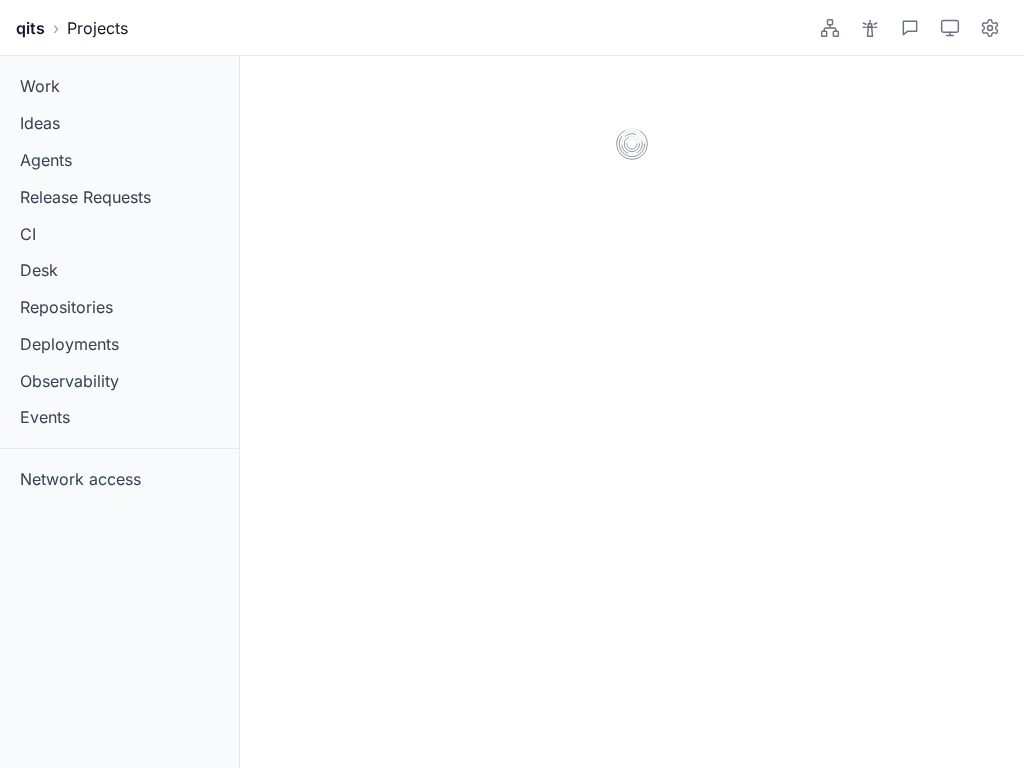 qits › Projects
Work
Ideas
Agents
Release Requests
CI
Desk
Repositories
Deployments
Observability
Events
Network access